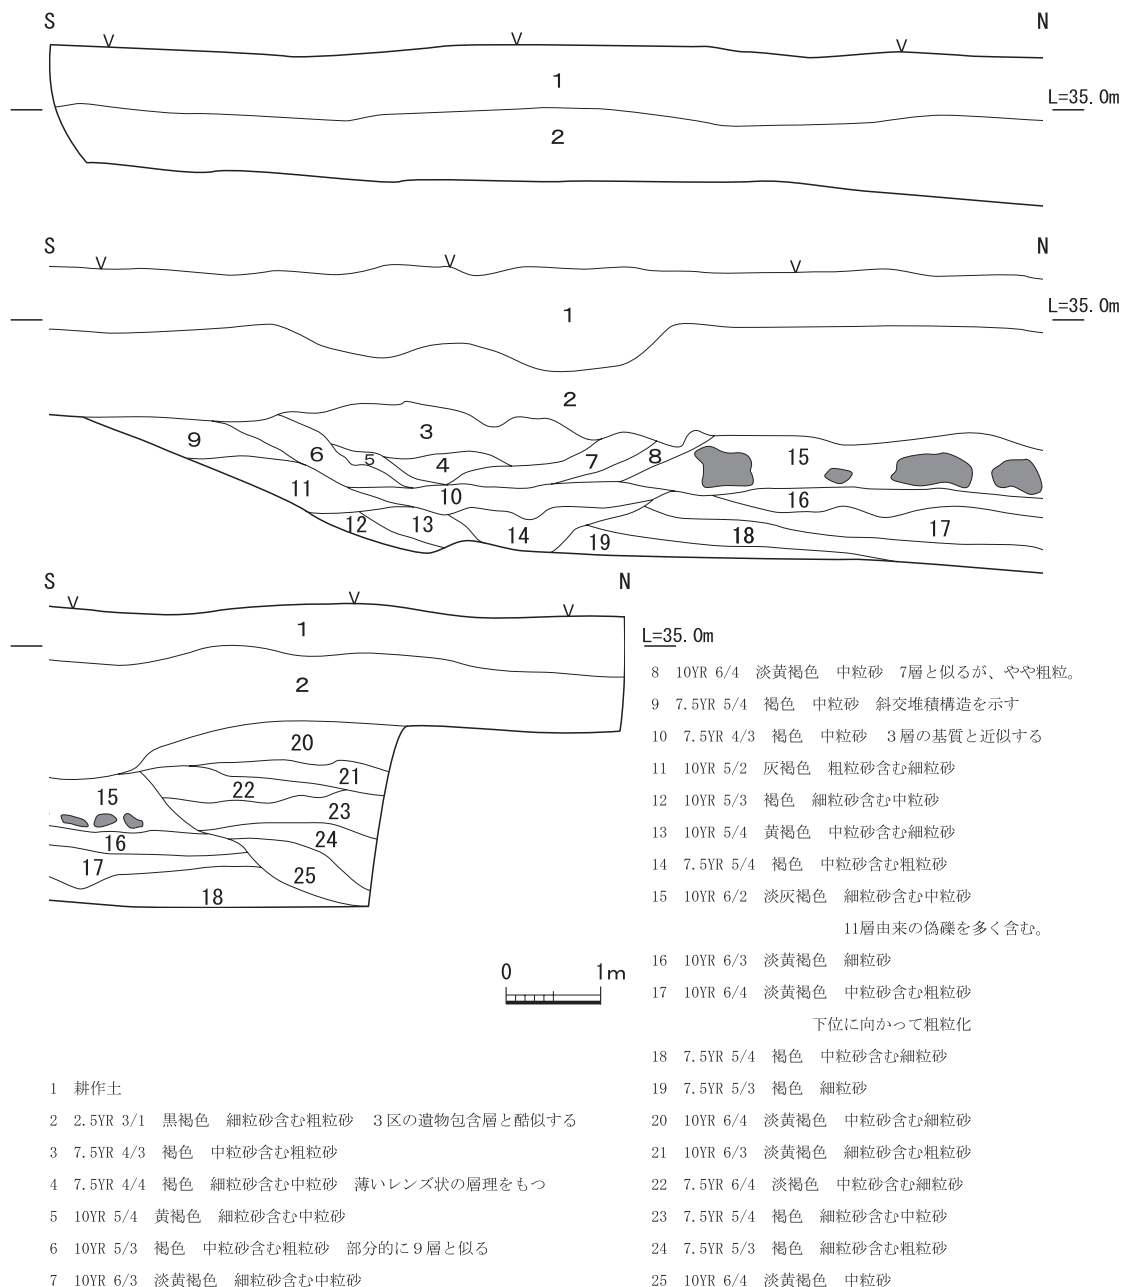 S N
1
L=35.0m
2
S N
1
L=35.0m
2
3
9
6 5 4 7 8 15
11 10 16
12 13 14 19 18 17
S N
1
L=35.0m
2
20
21
22
15 23
16 24
17 25
18
0 1m
1 耕作土
2 2.5YR 3/1 黒褐色 細粒砂含む粗粒砂 3区の遺物包含層と酷似する
3 7.5YR 4/3 褐色 中粒砂含む粗粒砂
4 7.5YR 4/4 褐色 細粒砂含む中粒砂 薄いレンズ状の層理をもつ
5 10YR 5/4 黄褐色 細粒砂含む中粒砂
6 10YR 5/3 褐色 中粒砂含む粗粒砂 部分的に9層と似る
7 10YR 6/3 淡黄褐色 細粒砂含む中粒砂
8 10YR 6/4 淡黄褐色 中粒砂 7層と似るが、やや粗粒。
9 7.5YR 5/4 褐色 中粒砂 斜交堆積構造を示す
10 7.5YR 4/3 褐色 中粒砂 3層の基質と近似する
11 10YR 5/2 灰褐色 粗粒砂含む細粒砂
12 10YR 5/3 褐色 細粒砂含む中粒砂
13 10YR 5/4 黄褐色 中粒砂含む細粒砂
14 7.5YR 5/4 褐色 中粒砂含む粗粒砂
15 10YR 6/2 淡灰褐色 細粒砂含む中粒砂
11層由来の偽礫を多く含む。
16 10YR 6/3 淡黄褐色 細粒砂
17 10YR 6/4 淡黄褐色 中粒砂含む粗粒砂
下位に向かって粗粒化
18 7.5YR 5/4 褐色 中粒砂含む細粒砂
19 7.5YR 5/3 褐色 細粒砂
20 10YR 6/4 淡黄褐色 中粒砂含む細粒砂
21 10YR 6/3 淡黄褐色 細粒砂含む粗粒砂
22 7.5YR 6/4 淡褐色 中粒砂含む細粒砂
23 7.5YR 5/4 褐色 細粒砂含む中粒砂
24 7.5YR 5/3 褐色 細粒砂含む粗粒砂
25 10YR 6/4 淡黄褐色 中粒砂